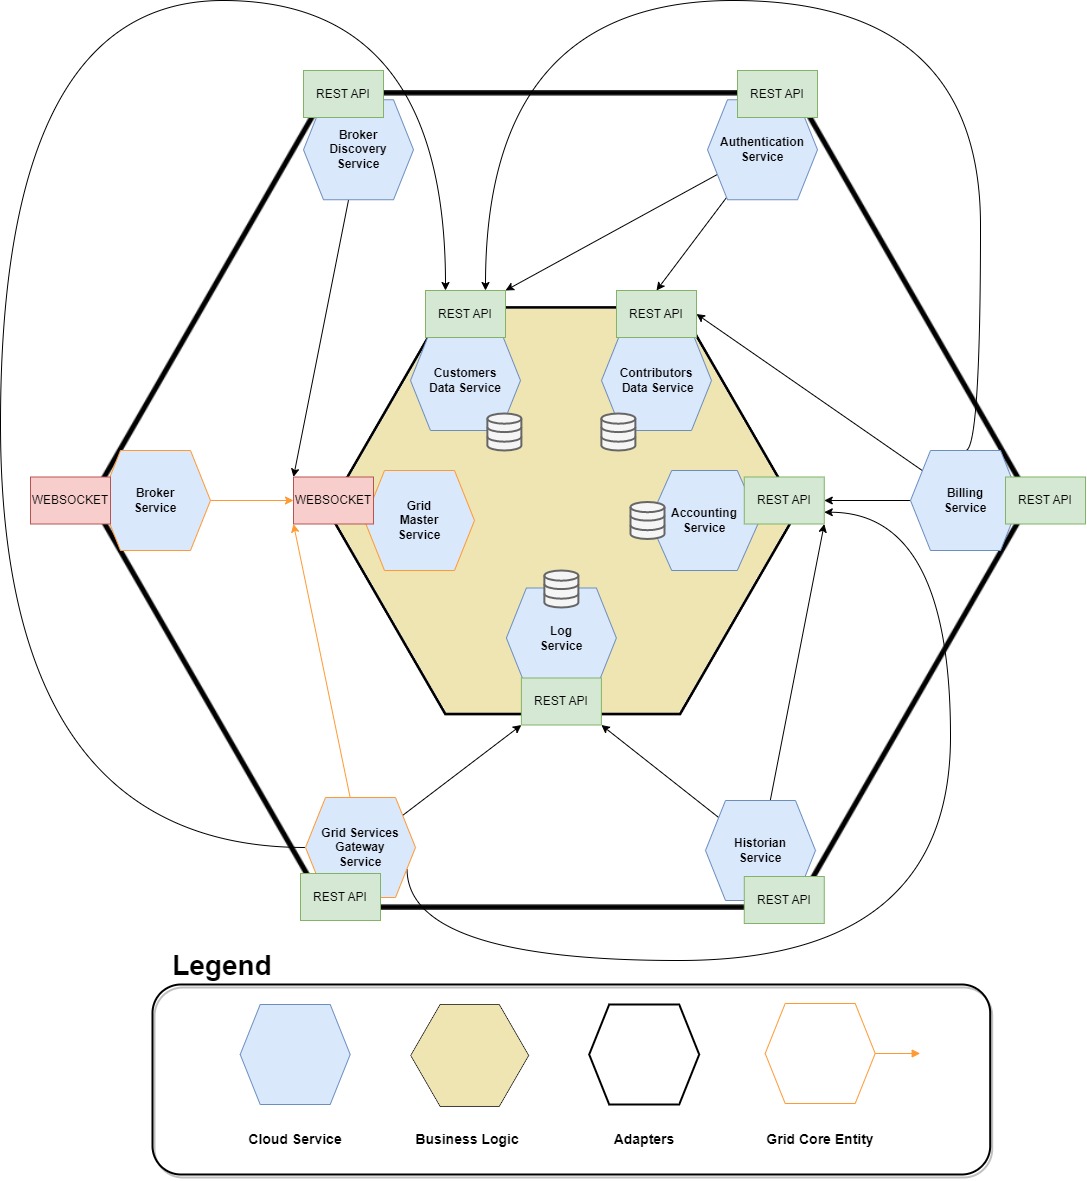 REST API
REST API
Broker
Discovery
Service
Authentication
Service
REST API
REST API
Customers
Data Service
Contributors
Data Service
WEBSOCKET
Broker
Service
WEBSOCKET
Grid
Master
Service
Accounting
Service
REST API
Billing
Service
REST API
Log
Service
REST API
Grid Services
Gateway
Service
Historian
Service
REST API
REST API
Legend
Cloud Service
Business Logic
Adapters
Grid Core Entity